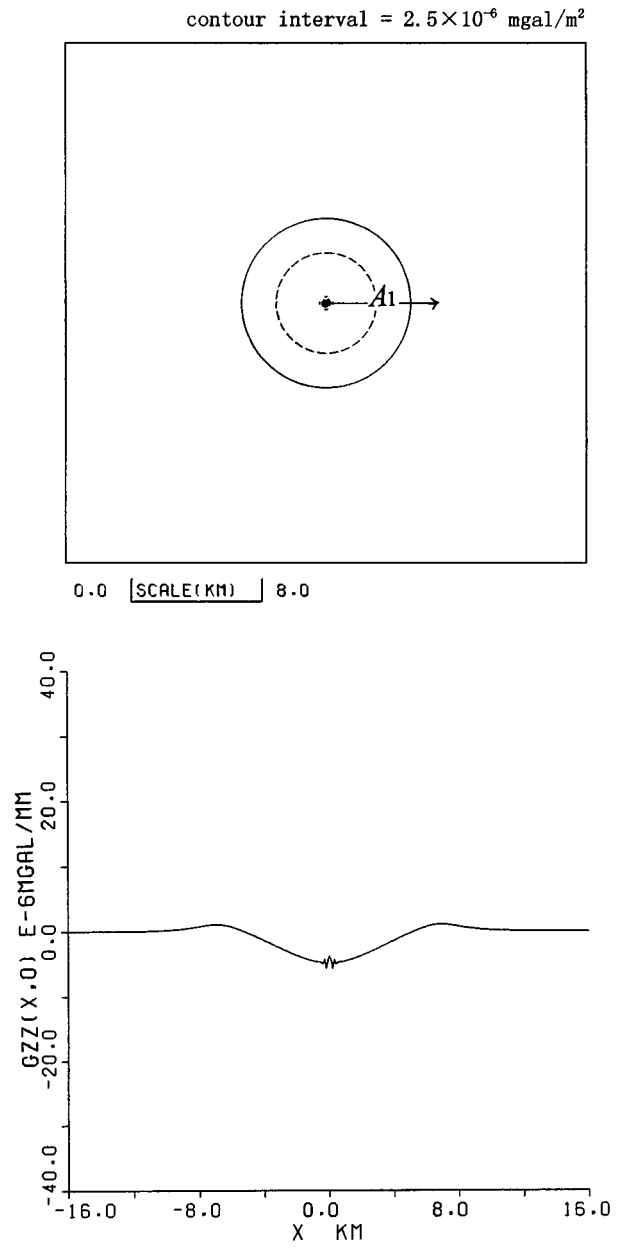 contour interval = 2.5×10⁻⁶ mgal/m²
A1
0.0 SCALE(KM) 8.0
40.0
20.0
0.0
-20.0
-40.0
GZZ(X,0) E-6MGAL/MM
-16.0 -8.0 0.0 8.0 16.0
X KM